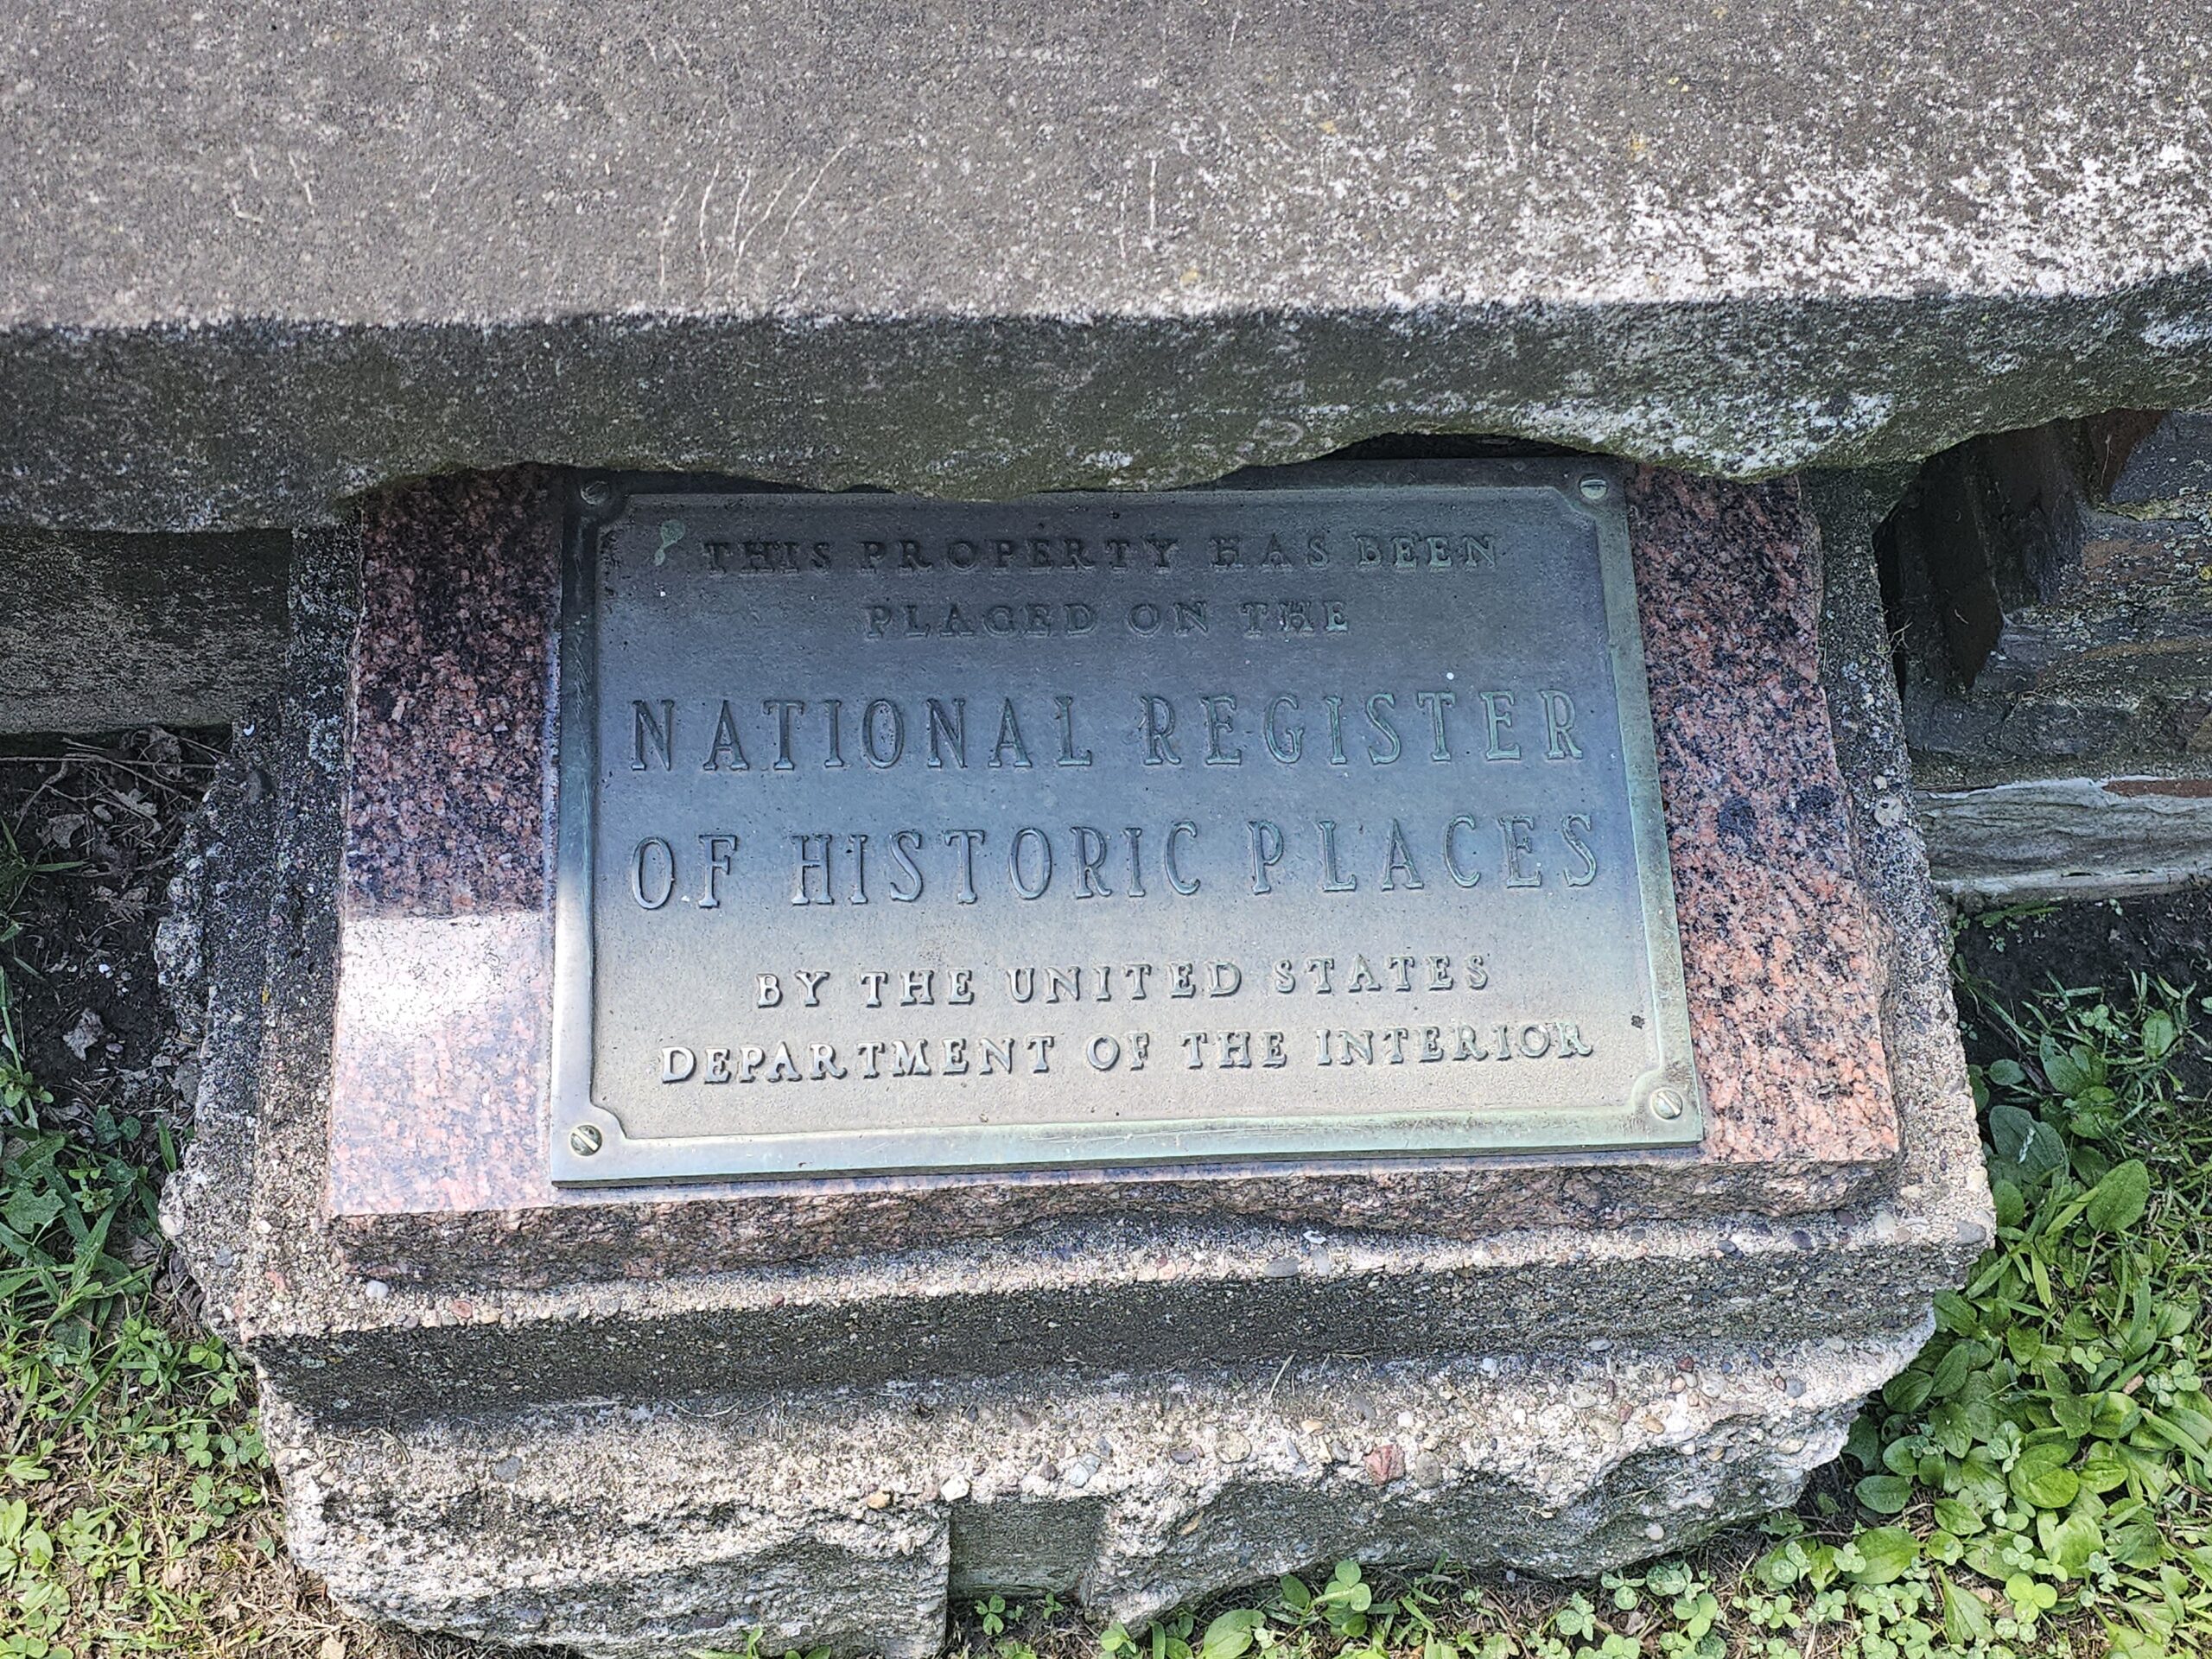 THIS PROPERTY HAS BEEN
PLACED ON THE
NATIONAL REGISTER
OF HISTORIC PLACES
BY THE UNITED STATES
DEPARTMENT OF THE INTERIOR